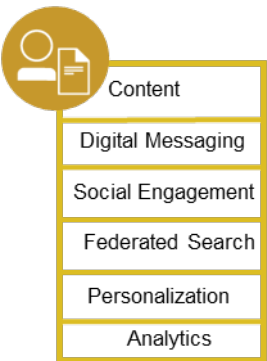 Content
Digital Messaging
Social Engagement
Federated Search
Personalization
Analytics